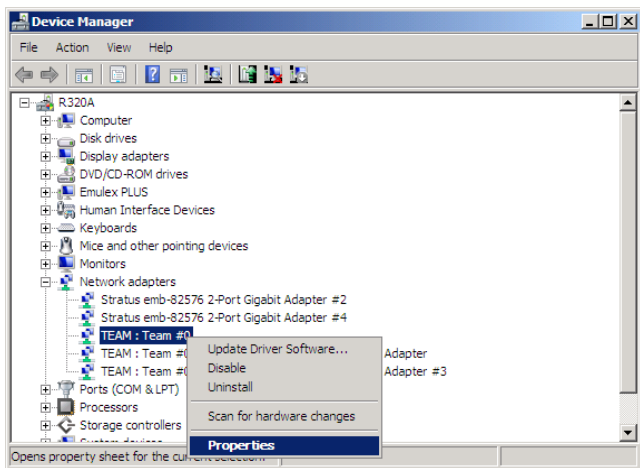 Device Manager
File Action View Help
R320A
Computer
Disk drives
Display adapters
DVD/CD-ROM drives
Emulex PLUS
Human Interface Devices
Keyboards
Mice and other pointing devices
Monitors
Network adapters
Stratus emb-82576 2-Port Gigabit Adapter #2
Stratus emb-82576 2-Port Gigabit Adapter #4
TEAM : Team #0
TEAM : Team #0 Adapter
TEAM : Team #0 Adapter #3
Ports (COM & LPT)
Processors
Storage controllers
System devices
Update Driver Software...
Disable
Uninstall
Scan for hardware changes
Properties
Opens property sheet for the current selection.